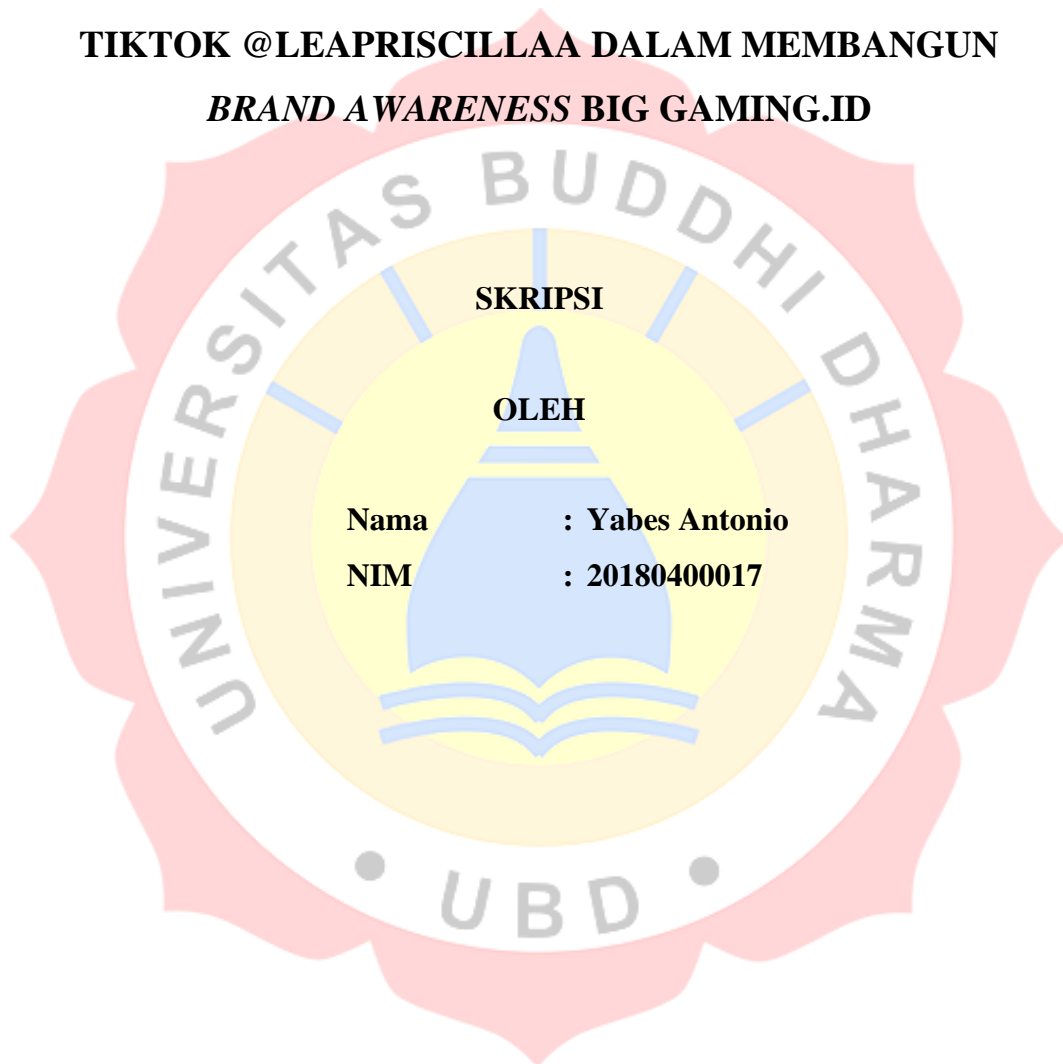 TIKTOK @LEAPRISCILLAA DALAM MEMBANGUN
BRAND AWARENESS BIG GAMING.ID
UNIVERSITAS BUDDHI DHARMA
SKRIPSI
OLEH
Nama : Yabes Antonio
NIM : 20180400017
• UBD •